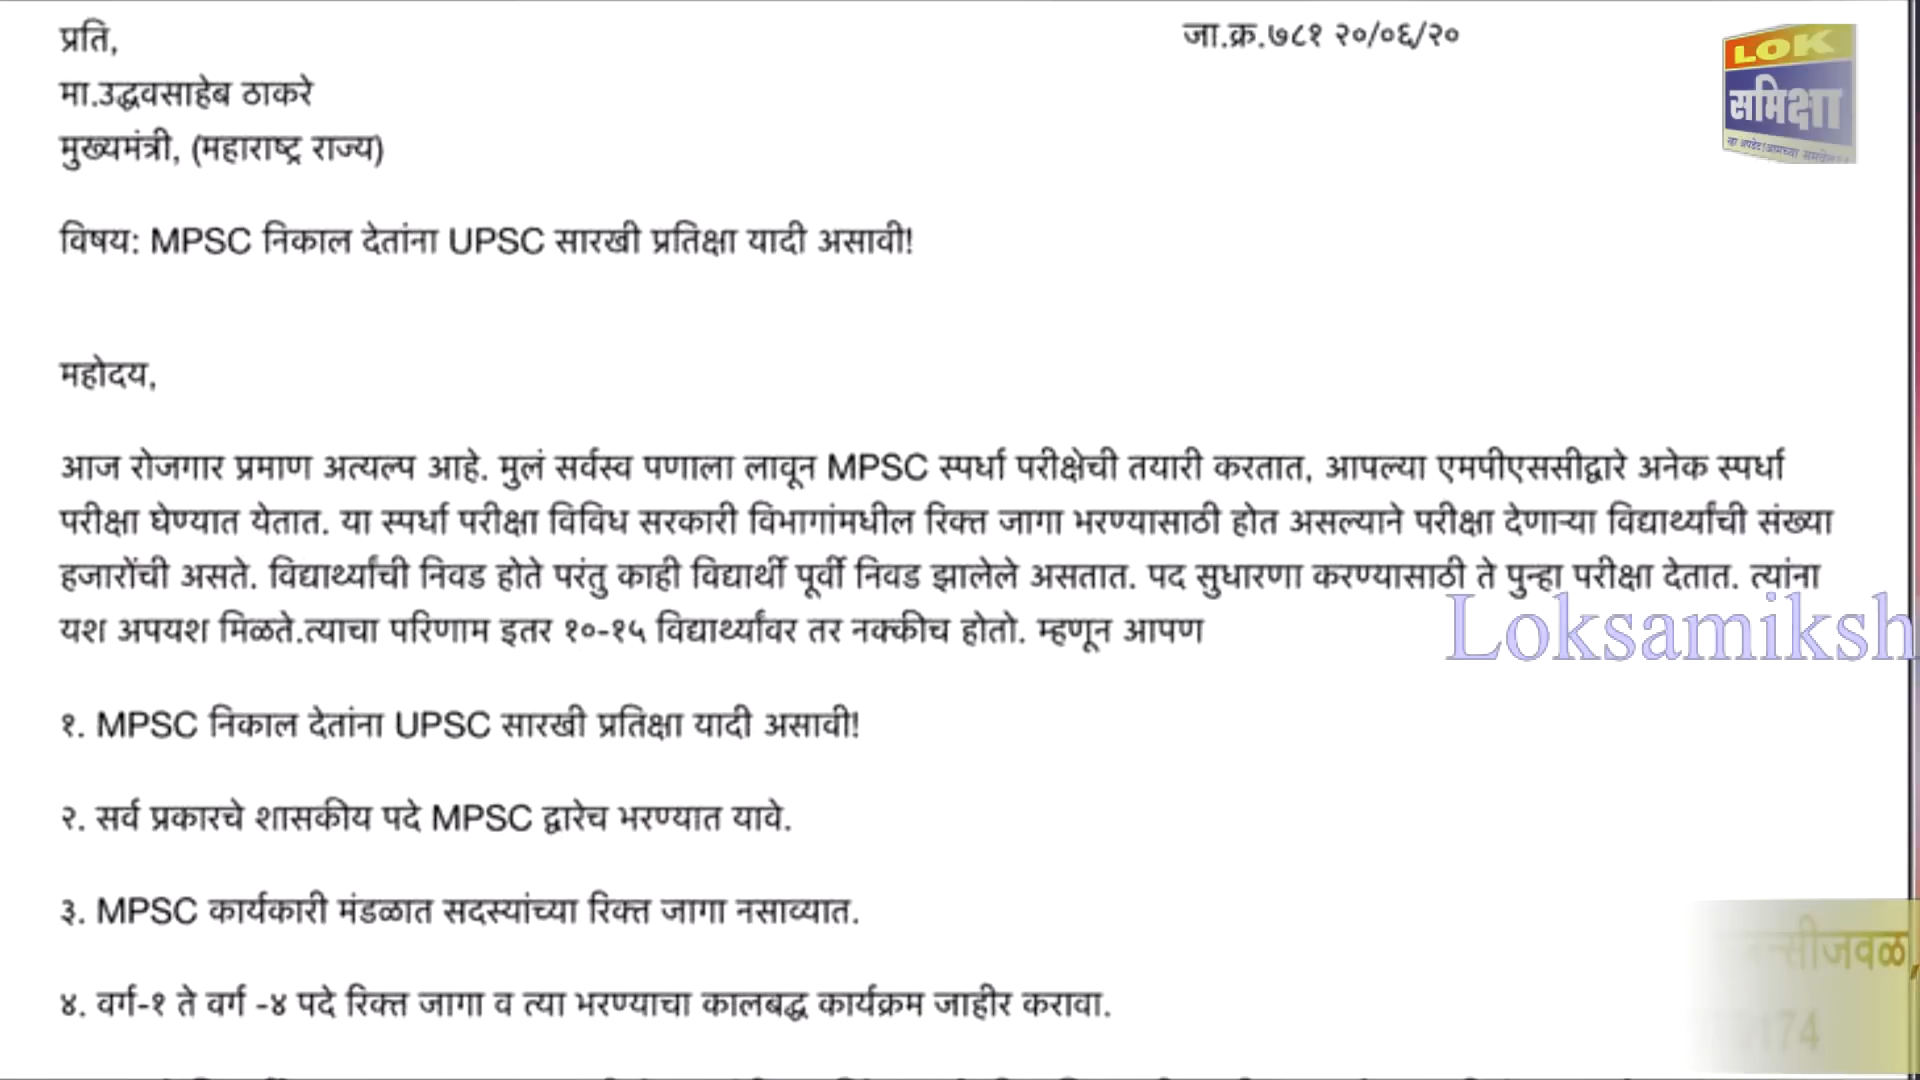 प्रति,
जा.क्र.७८१ २०/०६/२०
मा.उद्धवसाहेब ठाकरे
मुख्यमंत्री, (महाराष्ट्र राज्य)
LOK
समिक्षा
विषय: MPSC निकाल देतांना UPSC सारखी प्रतिक्षा यादी असावी!
महोदय,
आज रोजगार प्रमाण अत्यल्प आहे. मुलं सर्वस्व पणाला लावून MPSC स्पर्धा परीक्षेची तयारी करतात, आपल्या एमपीएससीद्वारे अनेक स्पर्धा
परीक्षा घेण्यात येतात. या स्पर्धा परीक्षा विविध सरकारी विभागांमधील रिक्त जागा भरण्यासाठी होत असल्याने परीक्षा देणाऱ्या विद्यार्थ्यांची संख्या
हजारोंची असते. विद्यार्थ्यांची निवड होते परंतु काही विद्यार्थी पूर्वी निवड झालेले असतात. पद सुधारणा करण्यासाठी ते पुन्हा परीक्षा देतात. त्यांना
यश अपयश मिळते.त्याचा परिणाम इतर १०-१५ विद्यार्थ्यांवर तर नक्कीच होतो. म्हणून आपण
Loksamiksh
१. MPSC निकाल देतांना UPSC सारखी प्रतिक्षा यादी असावी!
२. सर्व प्रकारचे शासकीय पदे MPSC द्वारेच भरण्यात यावे.
३. MPSC कार्यकारी मंडळात सदस्यांच्या रिक्त जागा नसाव्यात.
४. वर्ग-१ ते वर्ग -४ पदे रिक्त जागा व त्या भरण्याचा कालबद्ध कार्यक्रम जाहीर करावा.